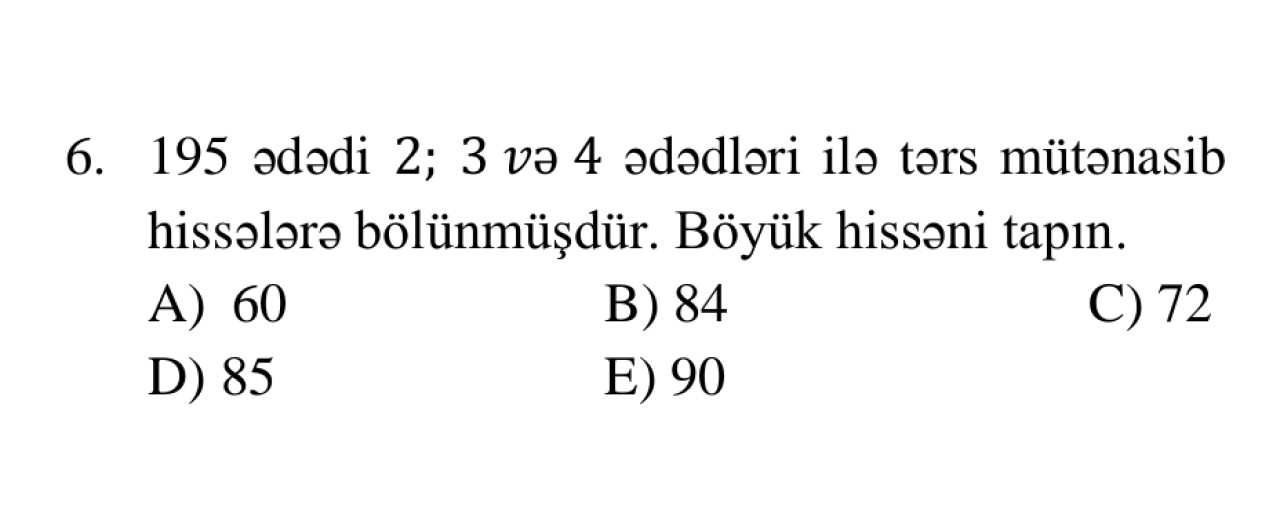 6. 195 ədədi 2; 3 və 4 ədədləri ilə tərs mütənasib
hissələrə bölünmüşdür. Böyük hissəni tapın.
A) 60 B) 84 C) 72
D) 85 E) 90